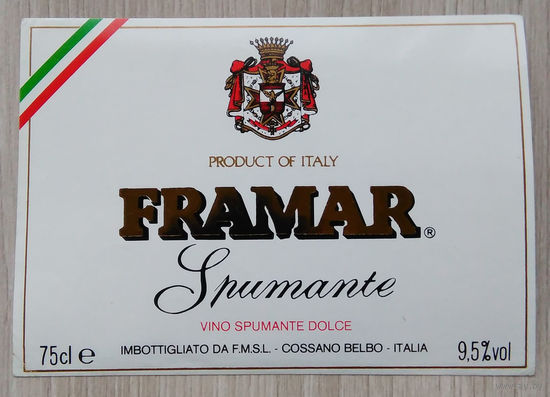 PRODUCT OF ITALY
FRAMAR®
Spumante
VINO SPUMANTE DOLCE
75cl e IMBOTTIGLIATO DA F.M.S.L. - COSSANO BELBO - ITALIA 9,5%vol